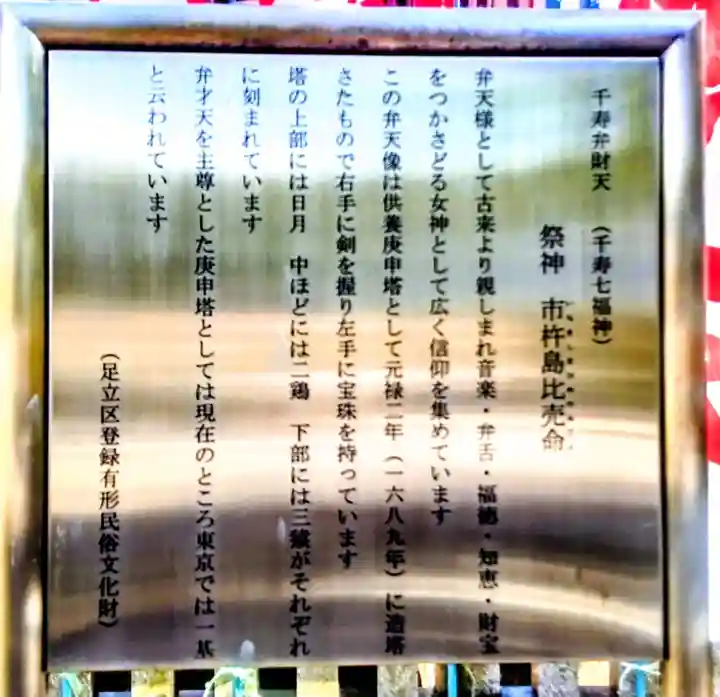 千寿弁財天 (千寿七福神)
祭神 市杵島比売命
弁天様として古来より親しまれ音楽・弁舌・福徳・知恵・財宝
をつかさどる女神として広く信仰を集めています
この弁天像は供養庚申塔として元禄二年(一六八九年)に造塔
さたもので右手に剣を握り左手に宝珠を持っています
塔の上部には日月 中ほどには二鶏 下部には三猿がそれぞれ
に刻まれています
弁才天を主尊とした庚申塔としては現在のところ東京では一基
と云われています
(足立区登録有形民俗文化財)